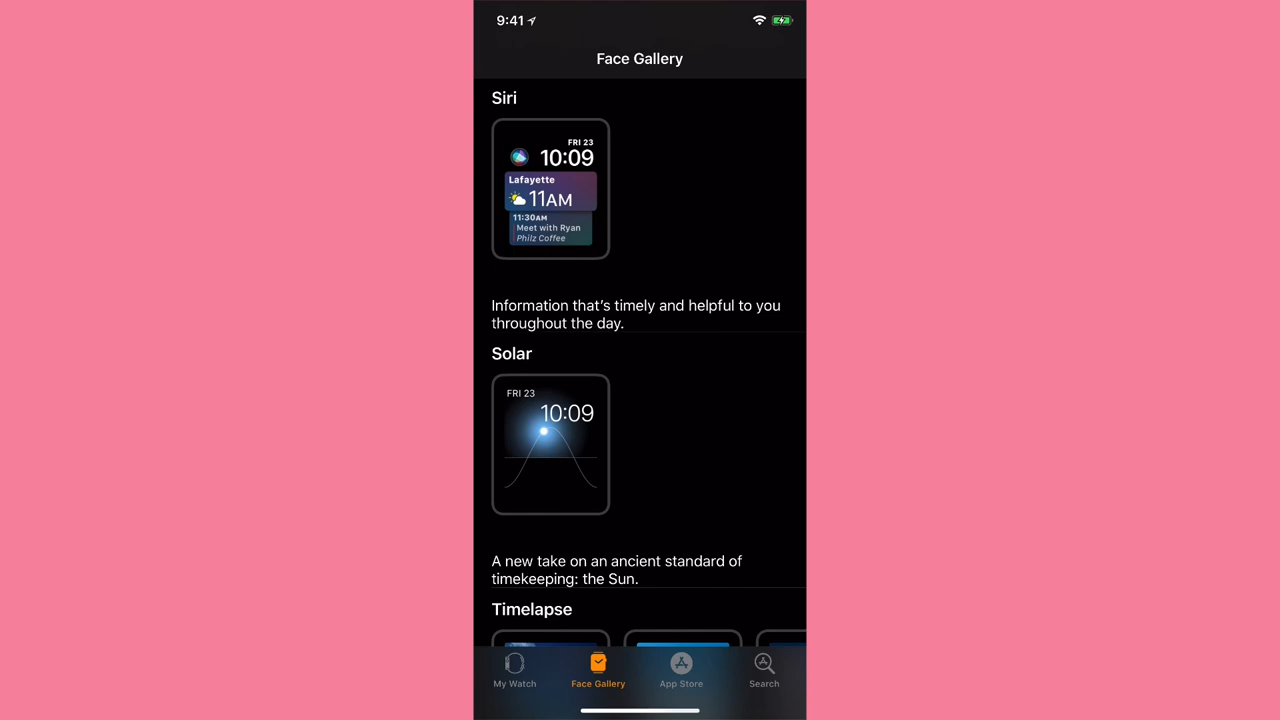 9:41
Face Gallery
Siri
FRI 23
10:09
Lafayette
11AM
11:30AM
Meet with Ryan
Philz Coffee
Information that’s timely and helpful to you
throughout the day.
Solar
FRI 23
10:09
A new take on an ancient standard of
timekeeping: the Sun.
Timelapse
My Watch
Face Gallery
App Store
Search